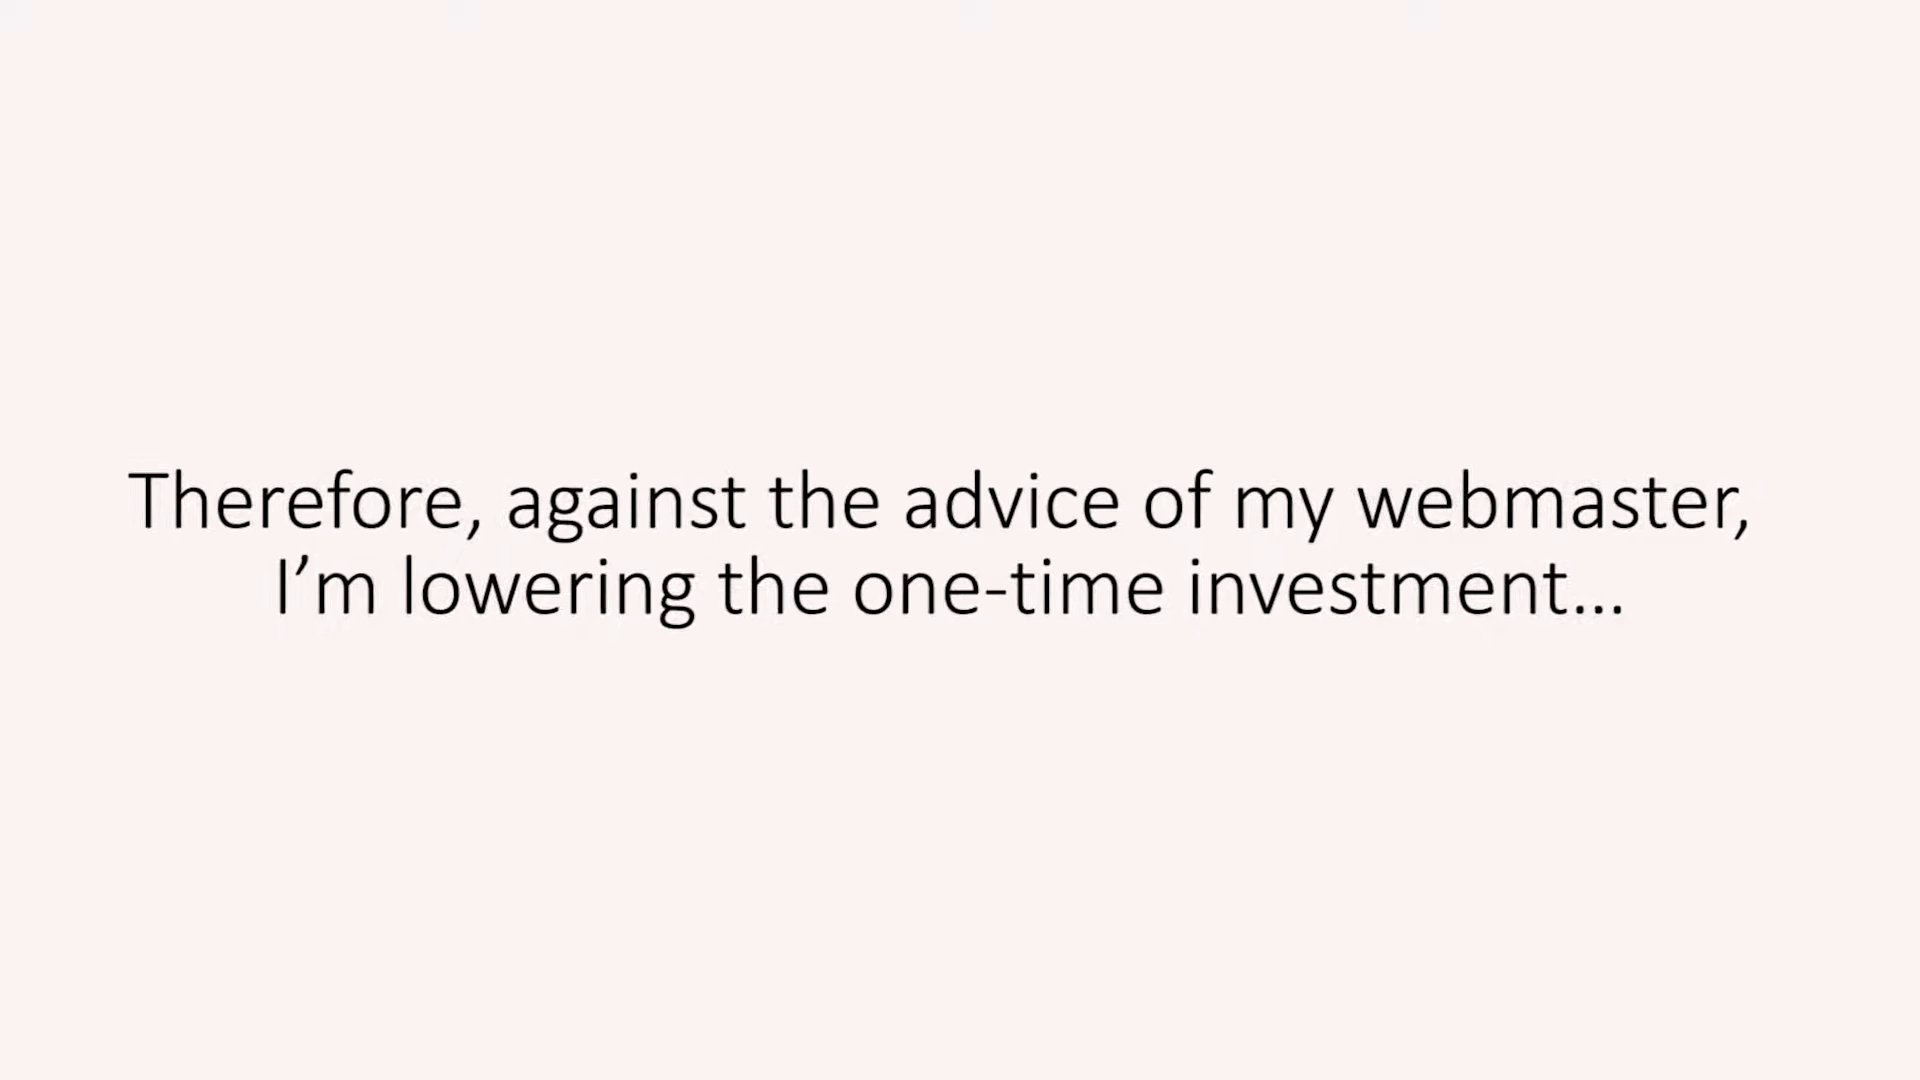 Therefore, against the advice of my webmaster,
I’m lowering the one-time investment…